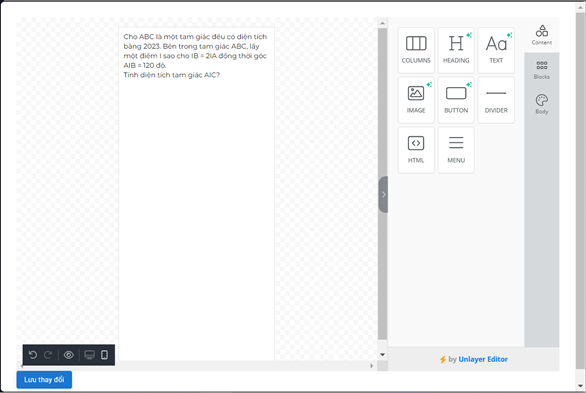 Cho ABC là một tam giác đều có diện tích
bằng 2023. Bên trong tam giác ABC, lấy
một điểm I sao cho IB = 2IA đồng thời góc
AIB = 120 độ.
Tính diện tích tam giác AIC?
COLUMNS
HEADING
TEXT
IMAGE
BUTTON
DIVIDER
HTML
MENU
Content
Blocks
Body
by Unlayer Editor
Lưu thay đổi